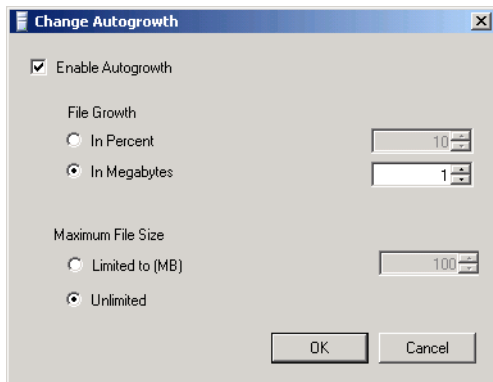 Change Autogrowth
Enable Autogrowth
File Growth
In Percent 10
In Megabytes 1
Maximum File Size
Limited to (MB) 100
Unlimited
OK Cancel